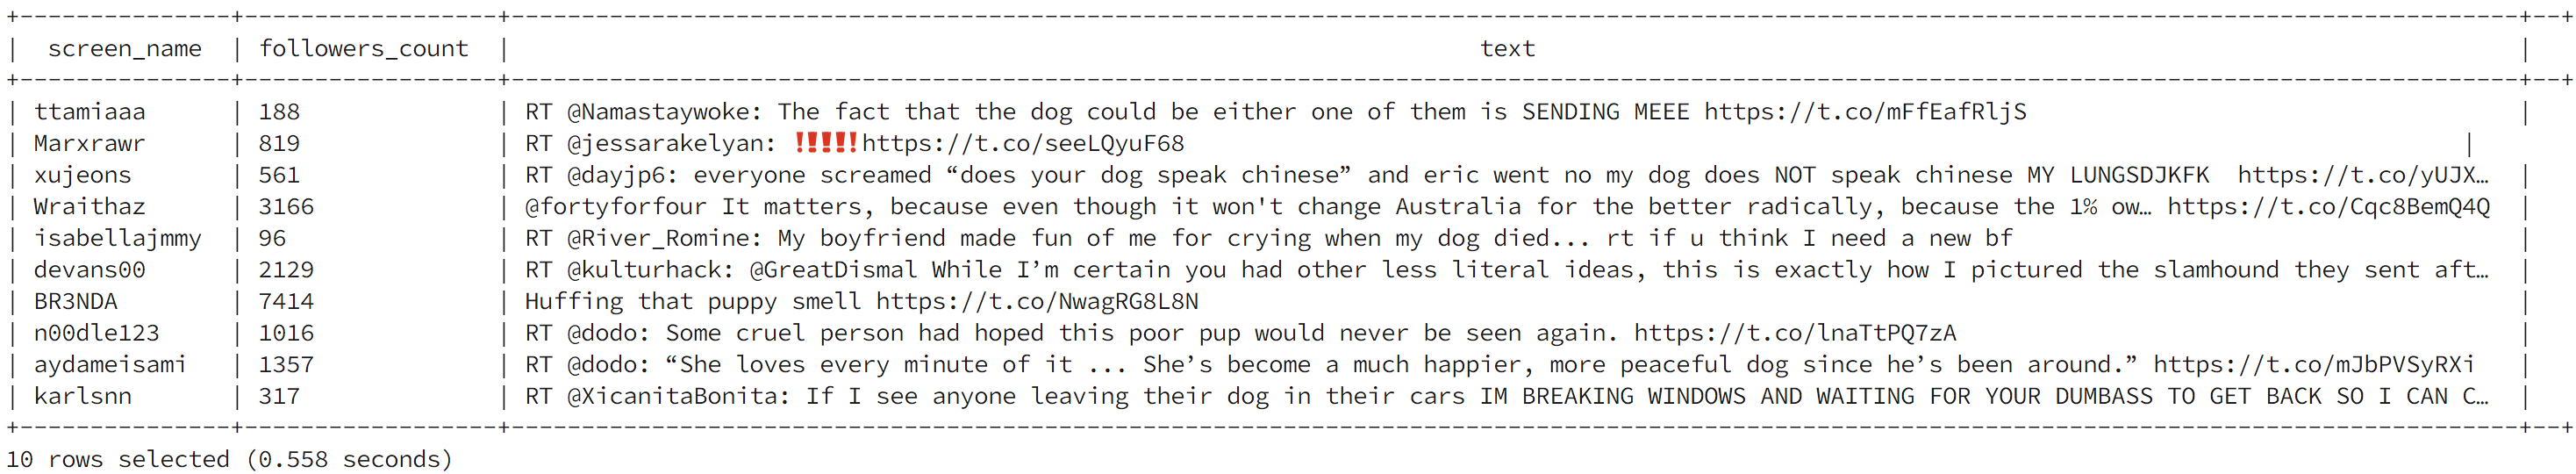 +---------------+-------------------+------------------------------------------------------------------------------------------------------------------------------------------------+--+
|  screen_name  | followers_count  |                                                                     text                                                                      |
+---------------+-------------------+------------------------------------------------------------------------------------------------------------------------------------------------+--+
| ttamiaaa      | 188              | RT @Namastaywoke: The fact that the dog could be either one of them is SENDING MEEE https://t.co/mFfEafRljS                                   |
| Marxrawr      | 819              | RT @jessarakelyan: ❗❗❗❗❗https://t.co/seeLQyuF68                                                                                           |
| xujeons       | 561              | RT @dayjp6: everyone screamed “does your dog speak chinese” and eric went no my dog does NOT speak chinese MY LUNGSDJKFK  https://t.co/yUJX…  |
| Wraithaz      | 3166             | @fortyforfour It matters, because even though it won't change Australia for the better radically, because the 1% ow… https://t.co/Cqc8BemQ4Q  |
| isabellajmmy  | 96               | RT @River_Romine: My boyfriend made fun of me for crying when my dog died... rt if u think I need a new bf                                    |
| devans00      | 2129             | RT @kulturhack: @GreatDismal While I’m certain you had other less literal ideas, this is exactly how I pictured the slamhound they sent aft…  |
| BR3NDA        | 7414             | Huffing that puppy smell https://t.co/NwagRG8L8N                                                                                              |
| n00dle123     | 1016             | RT @dodo: Some cruel person had hoped this poor pup would never be seen again. https://t.co/lnaTtPQ7zA                                        |
| aydameisami   | 1357             | RT @dodo: “She loves every minute of it ... She’s become a much happier, more peaceful dog since he’s been around.” https://t.co/mJbPVSyRXi   |
| karlsnn       | 317              | RT @XicanitaBonita: If I see anyone leaving their dog in their cars IM BREAKING WINDOWS AND WAITING FOR YOUR DUMBASS TO GET BACK SO I CAN C…  |
+---------------+-------------------+------------------------------------------------------------------------------------------------------------------------------------------------+--+
10 rows selected (0.558 seconds)